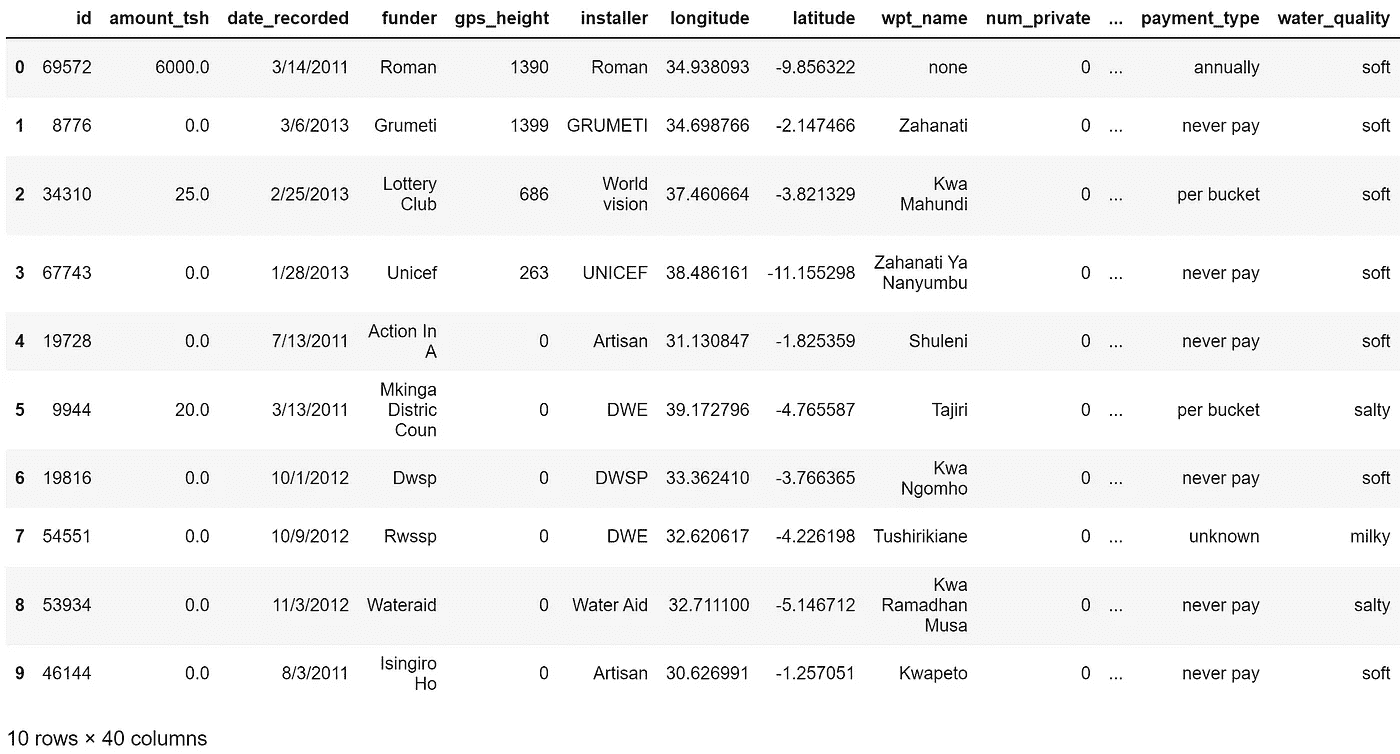 id amount_tsh date_recorded funder gps_height installer longitude latitude wpt_name num_private ... payment_type water_quality
0 69572 6000.0 3/14/2011 Roman 1390 Roman 34.938093 -9.856322 none 0 ... annually soft
1 8776 0.0 3/6/2013 Grumeti 1399 GRUMETI 34.698766 -2.147466 Zahanati 0 ... never pay soft
2 34310 25.0 2/25/2013 Lottery Club 686 World vision 37.460664 -3.821329 Kwa Mahundi 0 ... per bucket soft
3 67743 0.0 1/28/2013 Unicef 263 UNICEF 38.486161 -11.155298 Zahanati Ya Nanyumbu 0 ... never pay soft
4 19728 0.0 7/13/2011 Action In A 0 Artisan 31.130847 -1.825359 Shuleni 0 ... never pay soft
5 9944 20.0 3/13/2011 Mkinga Distric Coun 0 DWE 39.172796 -4.765587 Tajiri 0 ... per bucket salty
6 19816 0.0 10/1/2012 Dwsp 0 DWSP 33.362410 -3.766365 Kwa Ngomho 0 ... never pay soft
7 54551 0.0 10/9/2012 Rwssp 0 DWE 32.620617 -4.226198 Tushirikiane 0 ... unknown milky
8 53934 0.0 11/3/2012 Wateraid 0 Water Aid 32.711100 -5.146712 Kwa Ramadhan Musa 0 ... never pay salty
9 46144 0.0 8/3/2011 Isingiro Ho 0 Artisan 30.626991 -1.257051 Kwapeto 0 ... never pay soft
10 rows × 40 columns